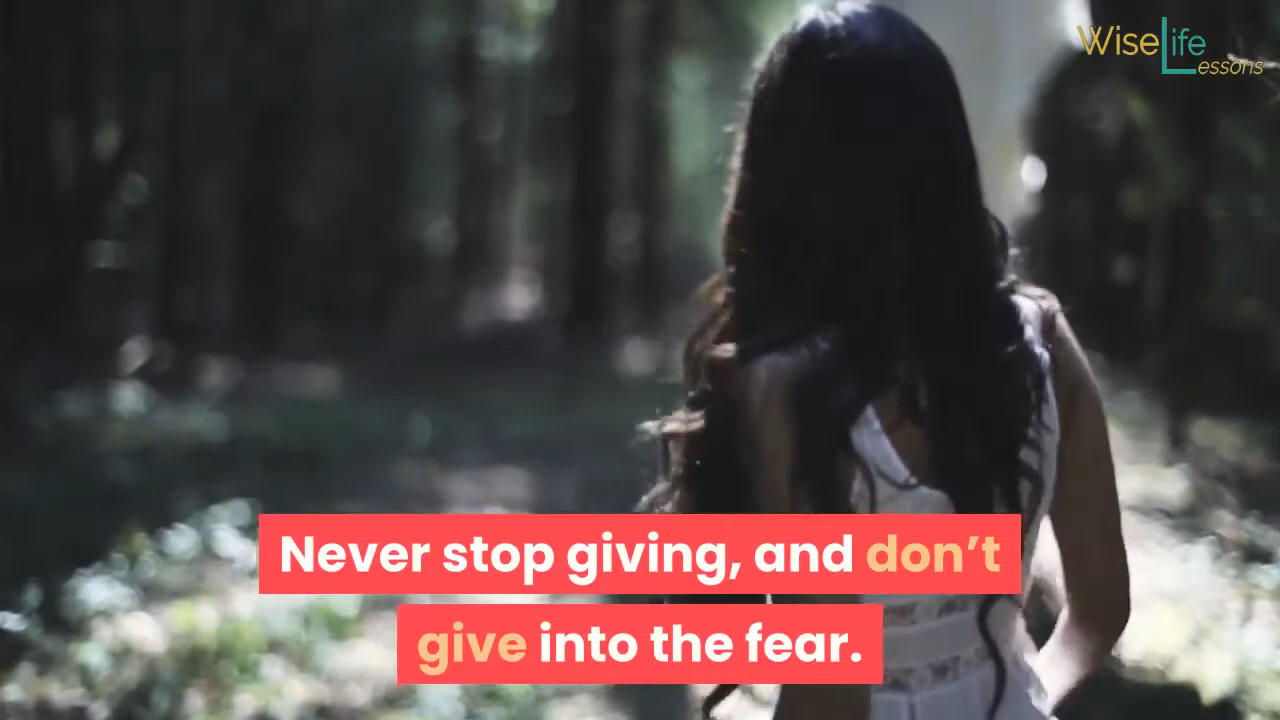 WiseLife
Lessons
Never stop giving, and don’t
give into the fear.